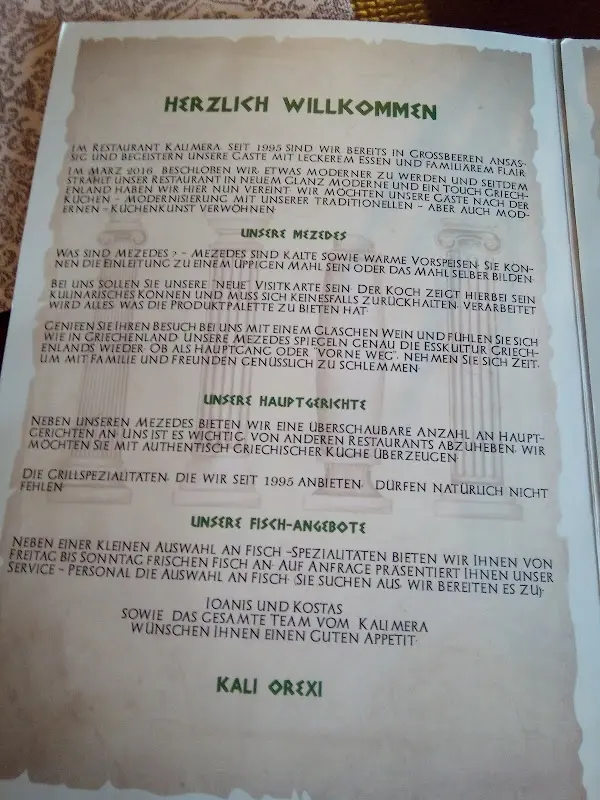 HERZLICH WILLKOMMEN
IM RESTAURANT KALIMERA. SEIT 1995 SIND WIR BEREITS IN GROSSBEEREN ANSÄS-
SIG UND BEGEISTERN UNSERE GÄSTE MIT LECKEREM ESSEN UND FAMILIÄREM FLAIR.
IM MÄRZ 2016 BESCHLOßEN WIR, ETWAS MODERNER ZU WERDEN UND SEITDEM
STRAHLT UNSER RESTAURANT IN NEUEM GLANZ. MODERNE UND EIN TOUCH GRIECH-
ENLAND HABEN WIR HIER NUN VEREINT. WIR MÖCHTEN UNSERE GÄSTE NACH DER
KÜCHEN - MODERNISIERUNG MIT UNSERER TRADITIONELLEN - ABER AUCH MOD-
ERNEN - KÜCHENKUNST VERWÖHNEN.
UNSERE MEZEDES
WAS SIND MEZEDES ? - MEZEDES SIND KALTE SOWIE WARME VORSPEISEN. SIE KÖN-
NEN DIE EINLEITUNG ZU EINEM ÜPPIGEN MAHL SEIN ODER DAS MAHL SELBER BILDEN.
BEI UNS SOLLEN SIE UNSERE "NEUE" VISITKARTE SEIN. DER KOCH ZEIGT HIERBEI SEIN
KULINARISCHES KÖNNEN UND MUSS SICH KEINESFALLS ZURÜCKHALTEN. VERARBEITET
WIRD ALLES, WAS DIE PRODUKTPALETTE ZU BIETEN HAT.
GENIEßEN SIE IHREN BESUCH BEI UNS MIT EINEM GLÄSCHEN WEIN UND FÜHLEN SIE SICH
WIE IN GRIECHENLAND. UNSERE MEZEDES SPIEGELN GENAU DIE ESSKULTUR GRIECH-
ENLANDS WIEDER. OB ALS HAUPTGANG ODER "VORNE WEG", NEHMEN SIE SICH ZEIT,
UM MIT FAMILIE UND FREUNDEN GENÜSSLICH ZU SCHLEMMEN.
UNSERE HAUPTGERICHTE
NEBEN UNSEREN MEZEDES BIETEN WIR EINE ÜBERSCHAUBARE ANZAHL AN HAUPT-
GERICHTEN AN. UNS IST ES WICHTIG, VON ANDEREN RESTAURANTS ABZUHEBEN. WIR
MÖCHTEN SIE MIT AUTHENTISCH GRIECHISCHER KÜCHE ÜBERZEUGEN.
DIE GRILLSPEZIALITÄTEN, DIE WIR SEIT 1995 ANBIETEN, DÜRFEN NATÜRLICH NICHT
FEHLEN.
UNSERE FISCH-ANGEBOTE
NEBEN EINER KLEINEN AUSWAHL AN FISCH -SPEZIALITÄTEN BIETEN WIR IHNEN VON
FREITAG BIS SONNTAG FRISCHEN FISCH AN. AUF ANFRAGE PRÄSENTIERT IHNEN UNSER
SERVICE - PERSONAL DIE AUSWAHL AN FISCH. SIE SUCHEN AUS, WIR BEREITEN ES ZU.
IOANIS UND KOSTAS
SOWIE DAS GESAMTE TEAM VOM KALIMERA
WÜNSCHEN IHNEN EINEN GUTEN APPETIT.
KALI OREXI